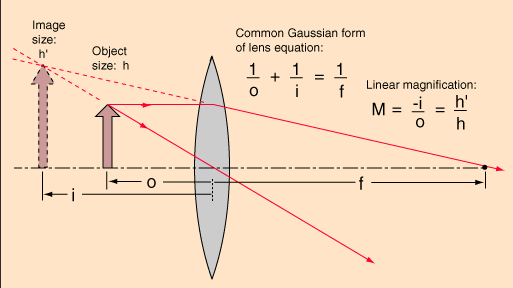 Image
size:
h'
Object
size: h
Common Gaussian form
of lens equation:
1/o + 1/i = 1/f
Linear magnification:
M = -i/o = h'/h
o
f
i